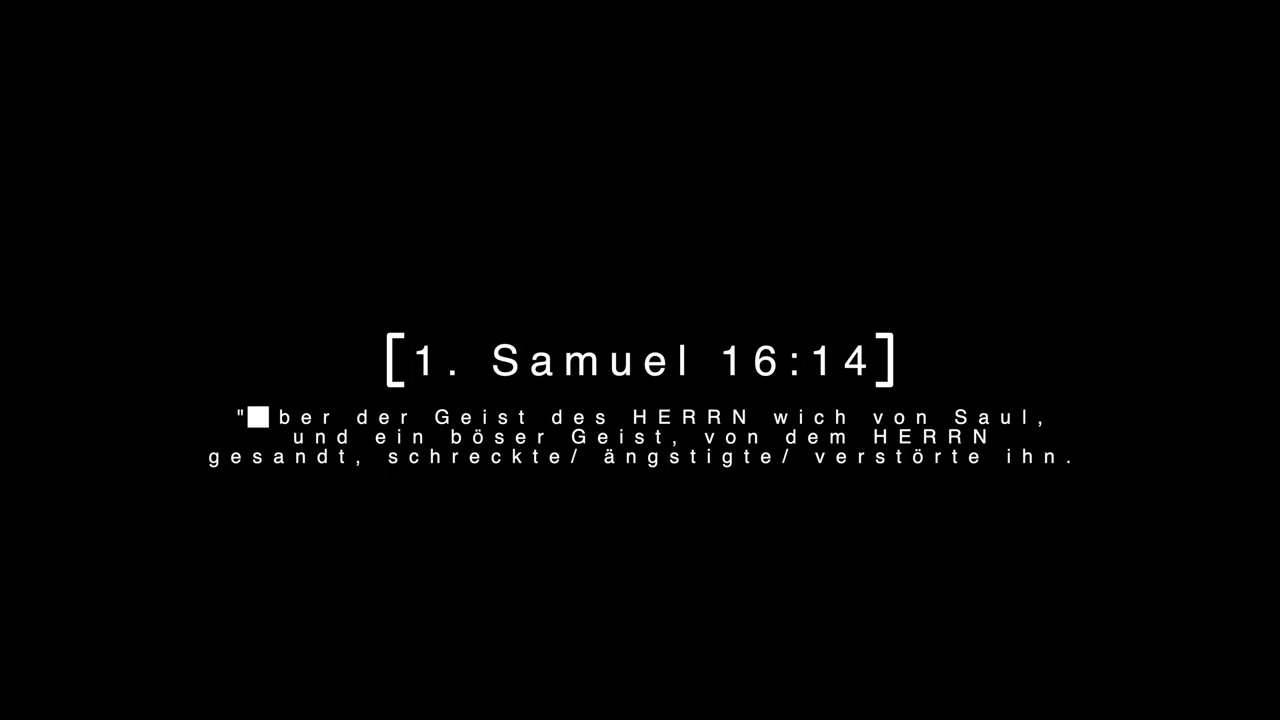 [1. Samuel 16:14]
"█ber der Geist des HERRN wich von Saul,
und ein böser Geist, von dem HERRN
gesandt, schreckte/ ängstigte/ verstörte ihn.